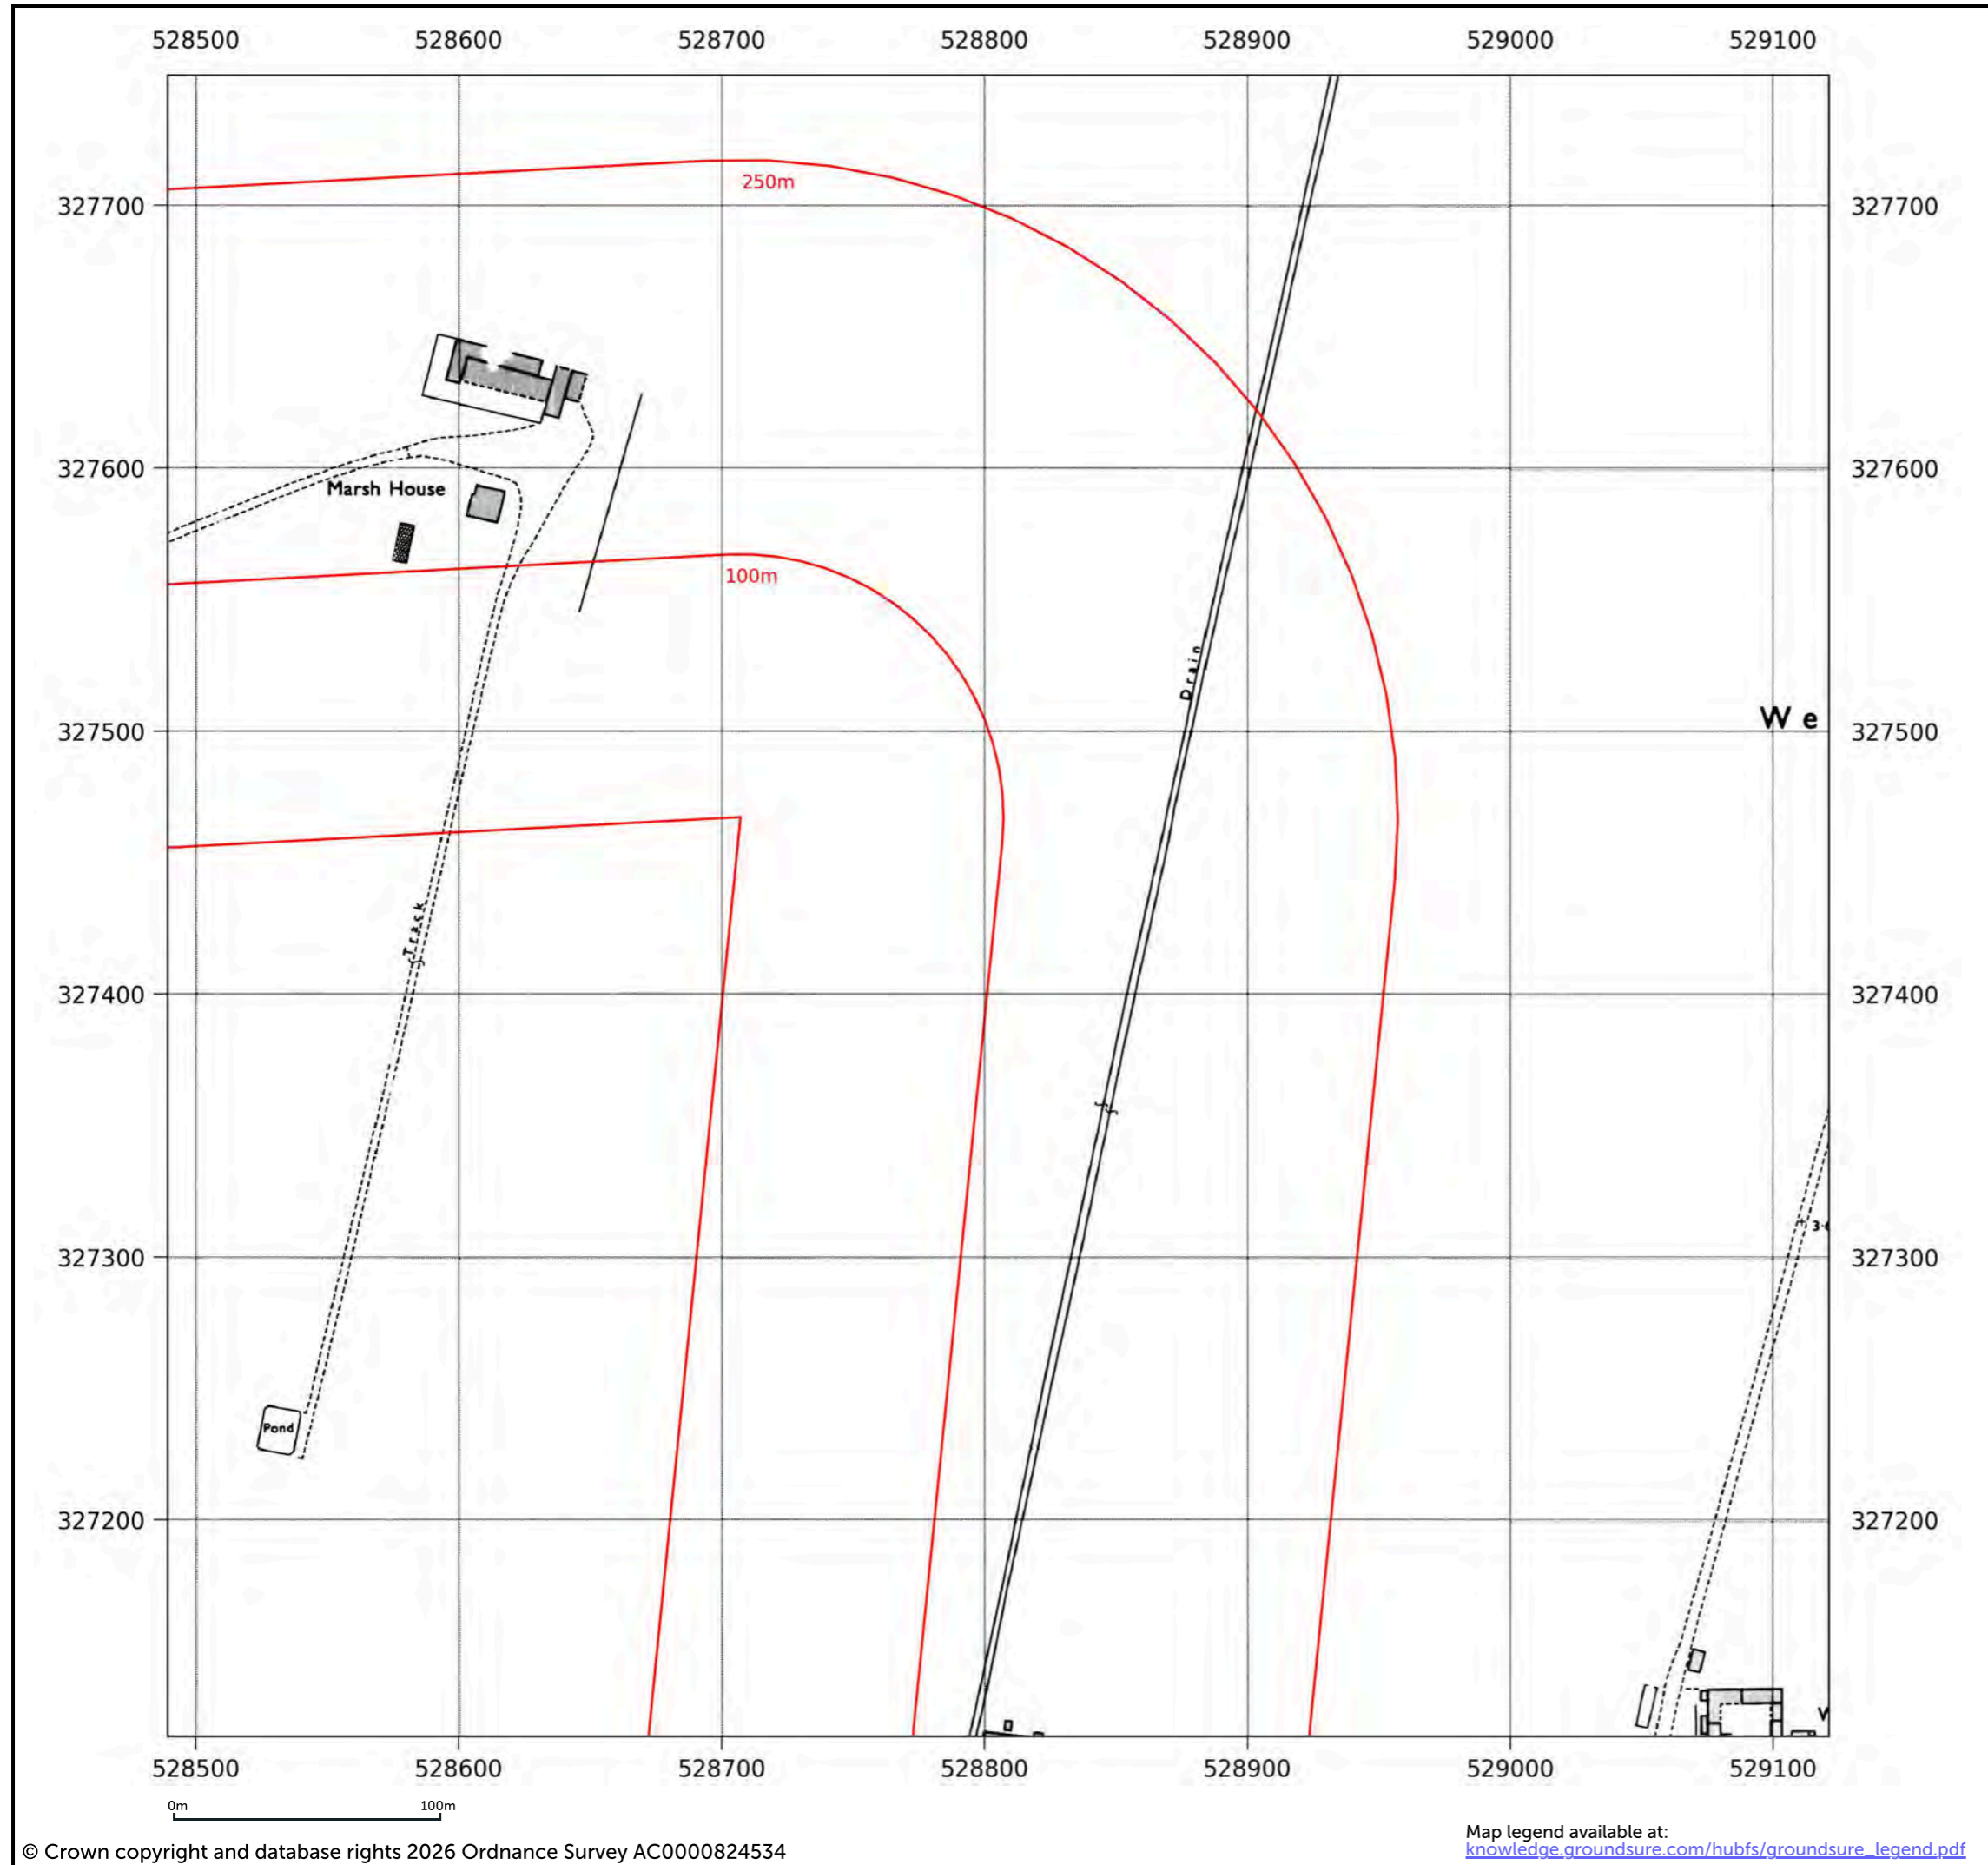 528500 528600 528700 528800 528900 529000 529100
250m
327700 327700
327600 327600
Marsh House
100m
Drain
We
327500 327500
Track
327400 327400
327300 327300
Pond
327200 327200
528500 528600 528700 528800 528900 529000 529100
0m 100m
© Crown copyright and database rights 2026 Ordnance Survey AC0000824534
Map legend available at:
knowledge.groundsure.com/hubfs/groundsure_legend.pdf